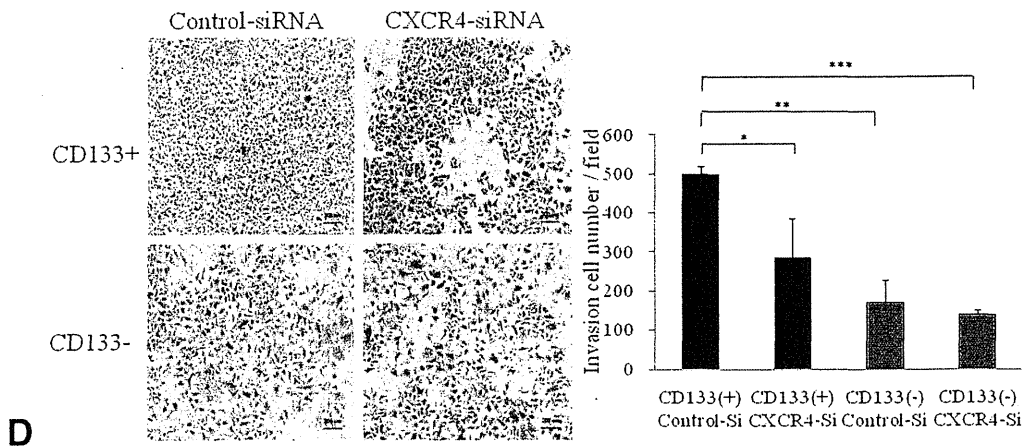 Control-siRNA CXCR4-siRNA
CD133+
CD133-
D
***
**
*
Invasion cell number / field
600
500
400
300
200
100
0
CD133(+) CD133(+) CD133(-) CD133(-)
Control-Si CXCR4-Si Control-Si CXCR4-Si